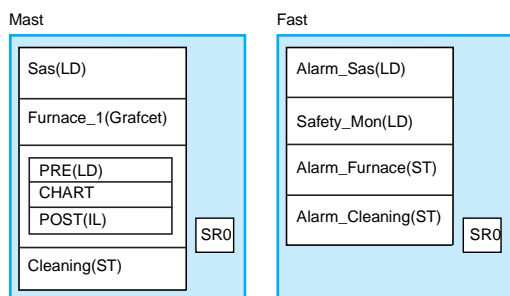 Mast
Sas(LD)
Furnace_1(Grafcet)
PRE(LD)
CHART
POST(IL)
SR0
Cleaning(ST)
Fast
Alarm_Sas(LD)
Safety_Mon(LD)
Alarm_Furnace(ST)
Alarm_Cleaning(ST)
SR0